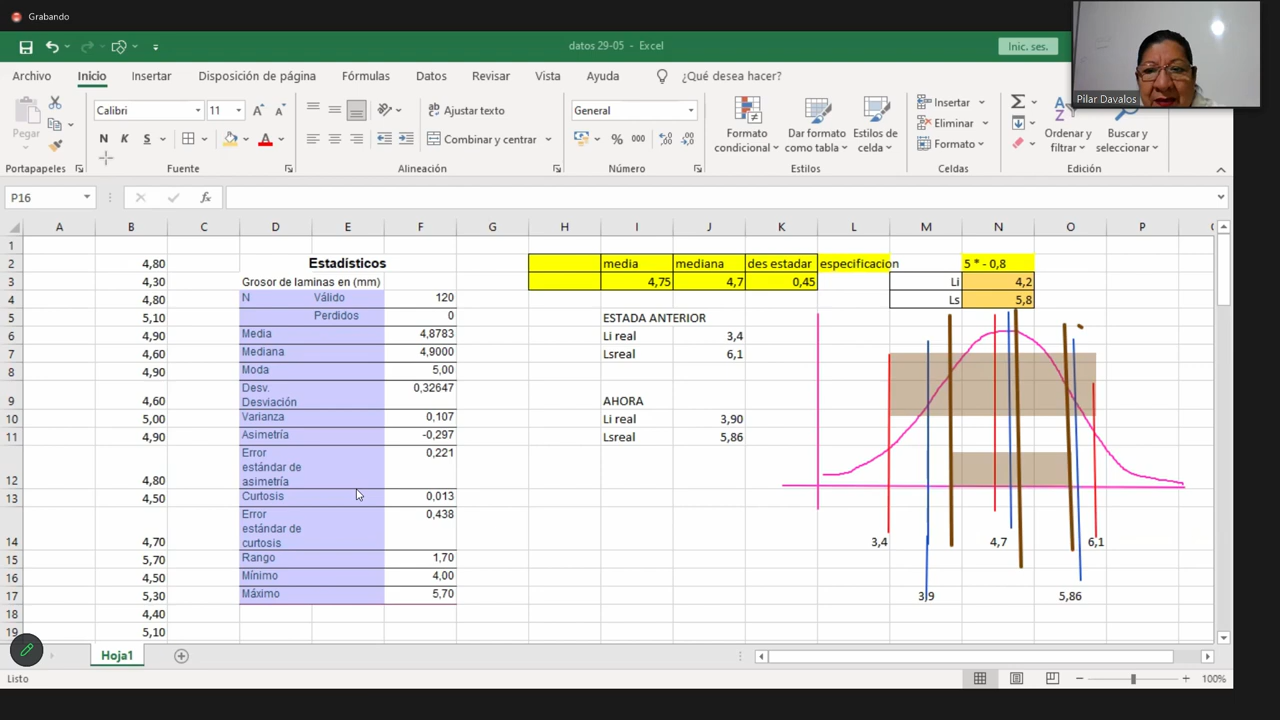 Grabando
datos 29-05 - Excel
Inic. ses.
Archivo Inicio Insertar Disposición de página Fórmulas Datos Revisar Vista Ayuda ¿Qué desea hacer?
Pilar Davalos
Pegar
Calibri 11
N K S
Ajustar texto
Combinar y centrar
General
% 000
Formato condicional
Dar formato como tabla
Estilos de celda
Insertar
Eliminar
Formato
Ordenar y filtrar
Buscar y seleccionar
Portapapeles Fuente Alineación Número Estilos Celdas Edición
P16
A B C D E F G H I J K L M N O P
1
2 4,80 Estadísticos media mediana des estadar especificacion 5 * - 0,8
3 4,30 Grosor de laminas en (mm) 4,75 4,7 0,45 Li 4,2
4 4,80 N Válido 120 Ls 5,8
5 5,10 Perdidos 0 ESTADA ANTERIOR
6 4,90 Media 4,8783 Li real 3,4
7 4,60 Mediana 4,9000 Lsreal 6,1
8 4,90 Moda 5,00
Desv. Desviación 0,32647
9 4,60 AHORA
10 5,00 Varianza 0,107 Li real 3,90
11 4,90 Asimetría -0,297 Lsreal 5,86
Error estándar de asimetría 0,221
12 4,80
13 4,50 Curtosis 0,013
Error estándar de curtosis 0,438
14 4,70 3,4 4,7 6,1
15 5,70 Rango 1,70
16 4,50 Mínimo 4,00
17 5,30 Máximo 5,70 3,9 5,86
18 4,40
19 5,10
Hoja1
Listo
100%